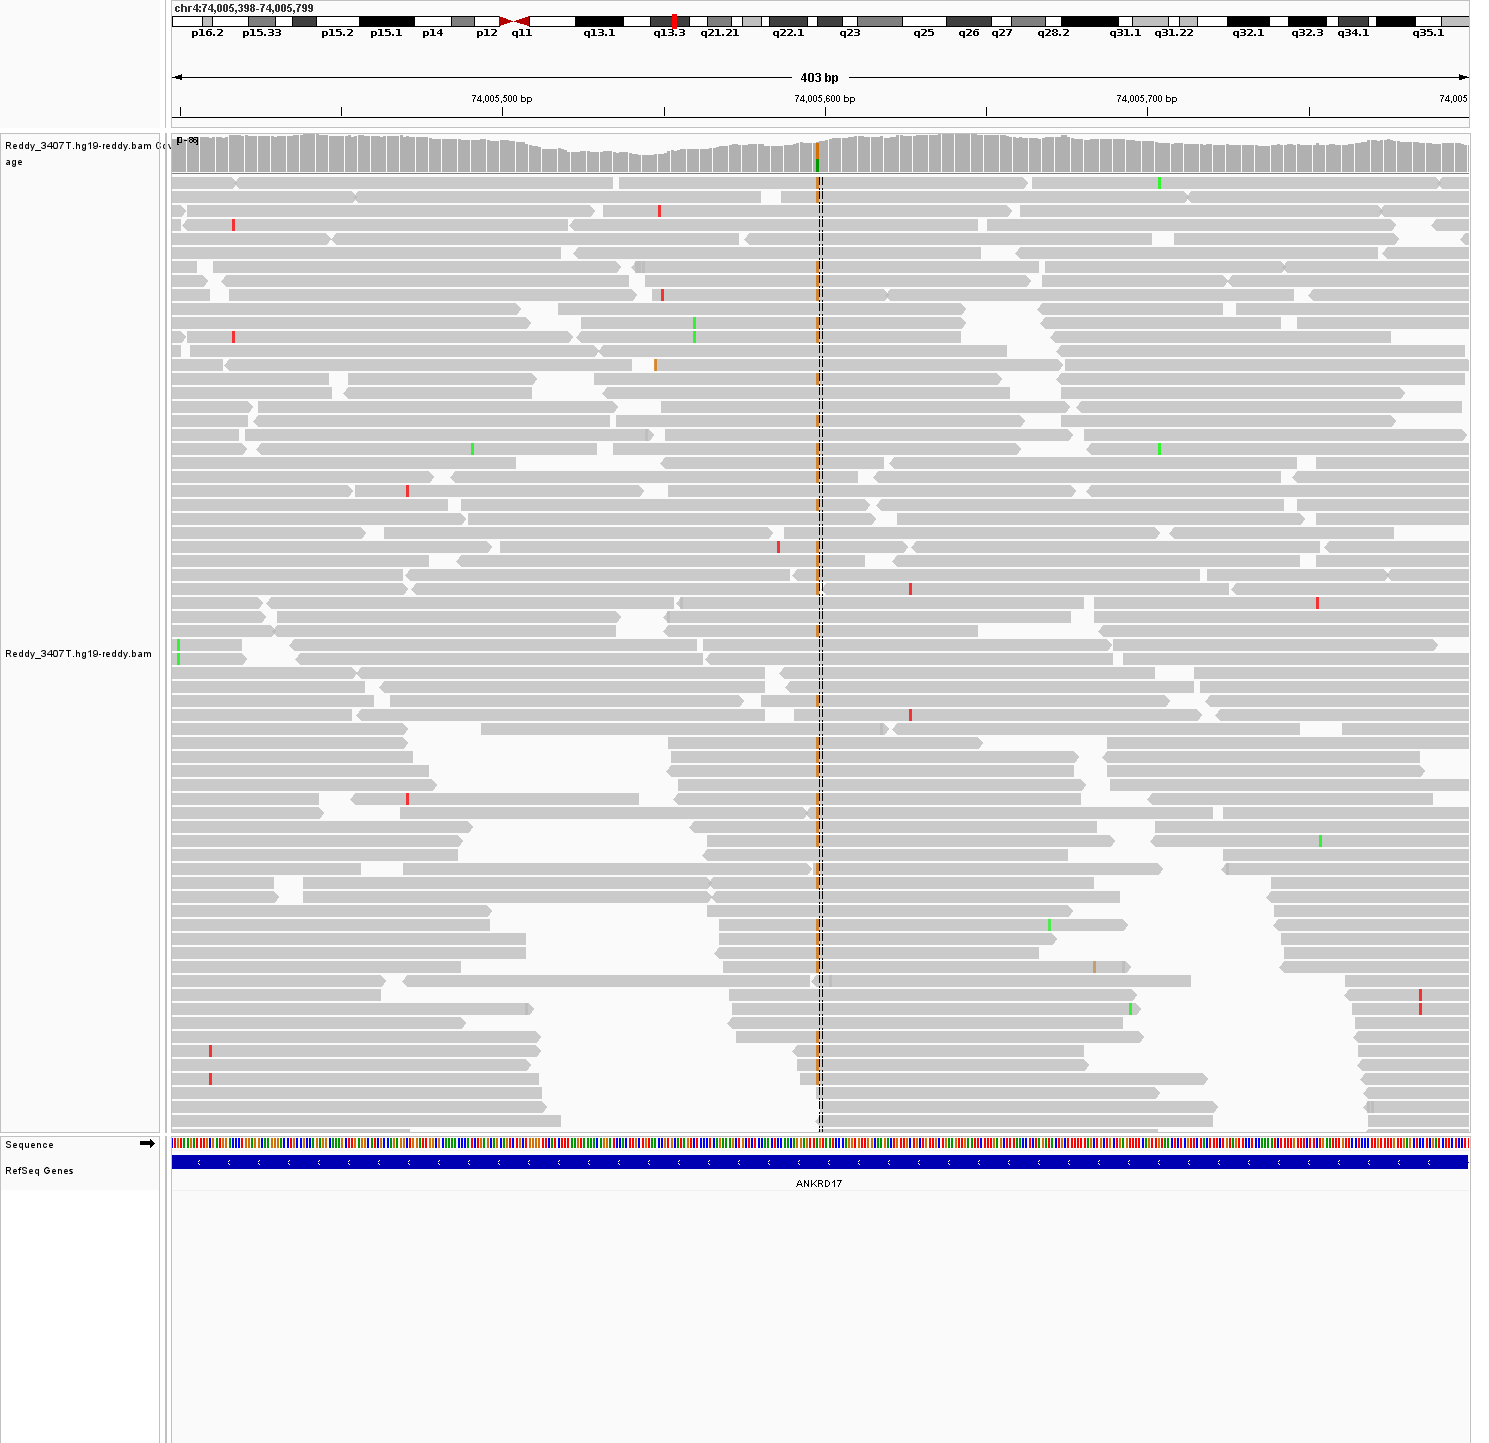 chr4:74,005,398-74,005,799
p16.2 p15.33 p15.2 p15.1 p14 p12 q11 q13.1 q13.3 q21.21 q22.1 q23 q25 q26 q27 q28.2 q31.1 q31.22 q32.1 q32.3 q34.1 q35.1
403 bp
74,005,500 bp 74,005,600 bp 74,005,700 bp 74,005
Reddy_3407T.hg19-reddy.bam Cov
age
Reddy_3407T.hg19-reddy.bam
Sequence
RefSeq Genes
ANKRD17